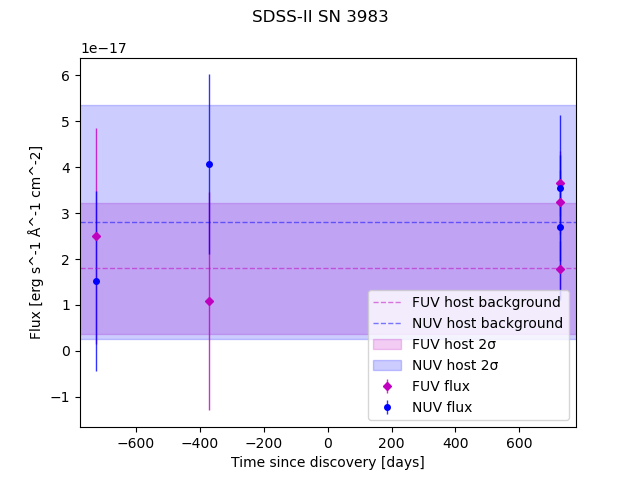 SDSS-II SN 3983
1e−17
6
5
4
3
2
1
0
−1
Flux [erg s^-1 Å^-1 cm^-2]
FUV host background
NUV host background
FUV host 2σ
NUV host 2σ
FUV flux
NUV flux
−600 −400 −200 0 200 400 600
Time since discovery [days]